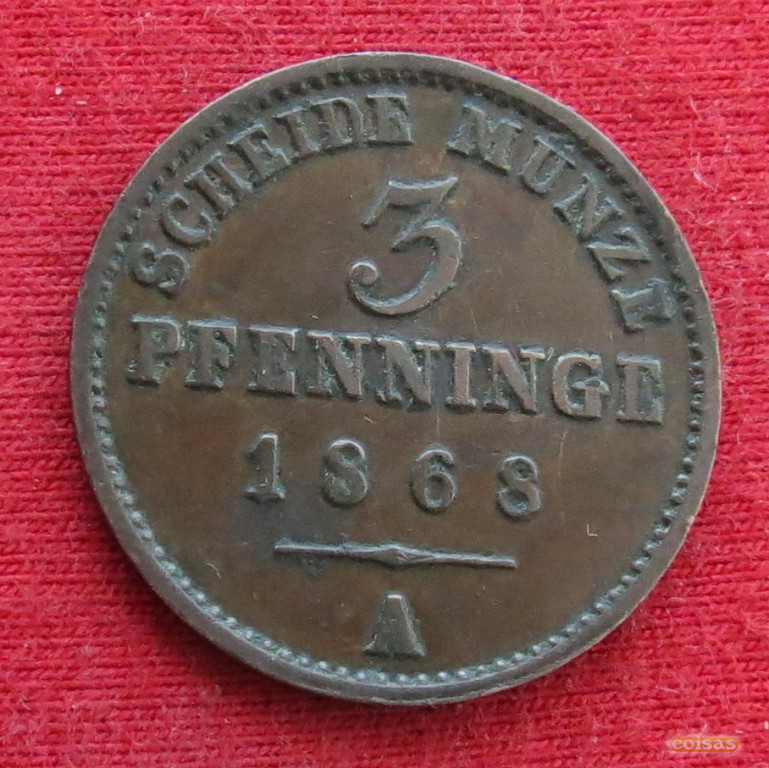 SCHEIDE MÜNZE
3
PFENNINGE
1868
A
coisas